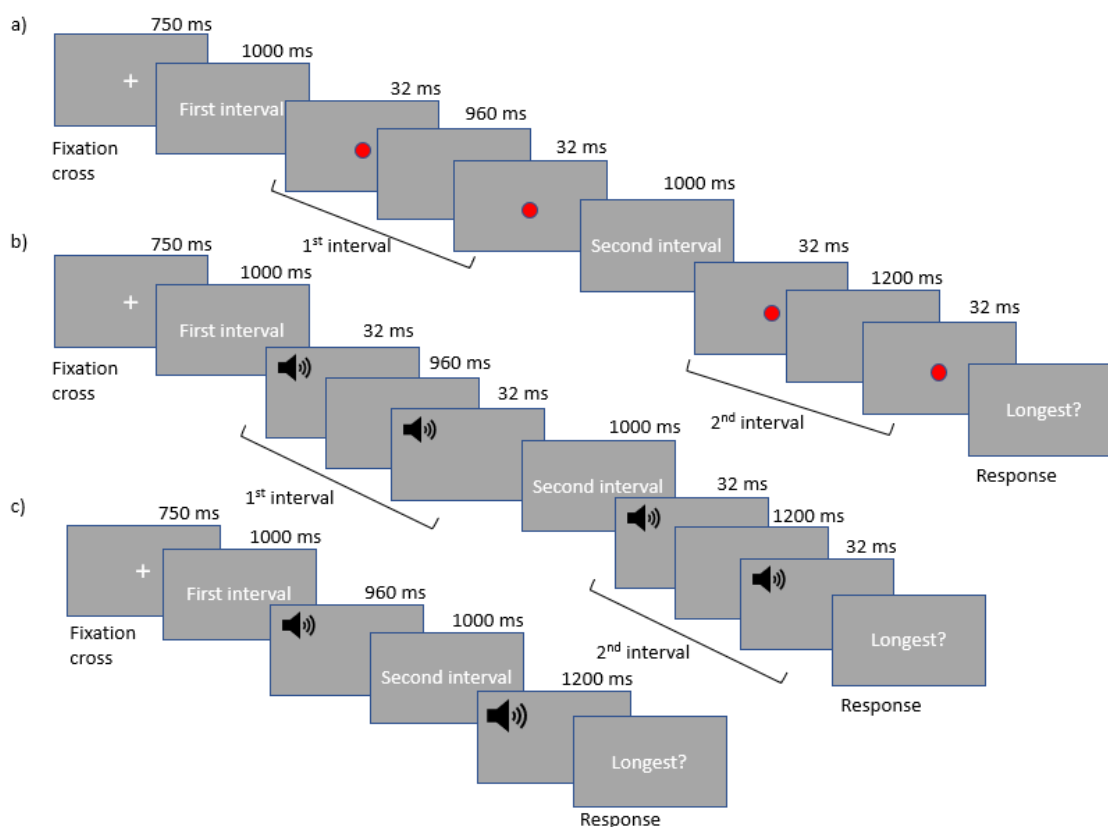 a)
750 ms
1000 ms
32 ms
960 ms
32 ms
1000 ms
32 ms
1200 ms
32 ms
+
First interval
Second interval
Longest?
Fixation
cross
1st interval
2nd interval
Response
b)
750 ms
1000 ms
32 ms
960 ms
32 ms
1000 ms
32 ms
1200 ms
32 ms
+
First interval
Second interval
Longest?
Fixation
cross
1st interval
2nd interval
Response
c)
750 ms
1000 ms
960 ms
1000 ms
1200 ms
+
First interval
Second interval
Longest?
Fixation
cross
Response